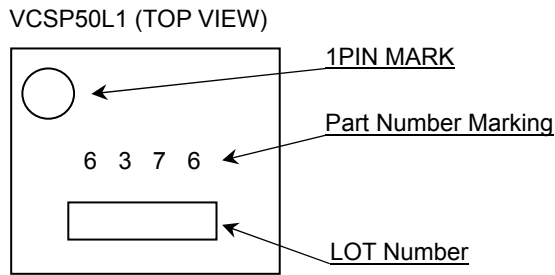 VCSP50L1 (TOP VIEW)
1PIN MARK
Part Number Marking
6 3 7 6
LOT Number